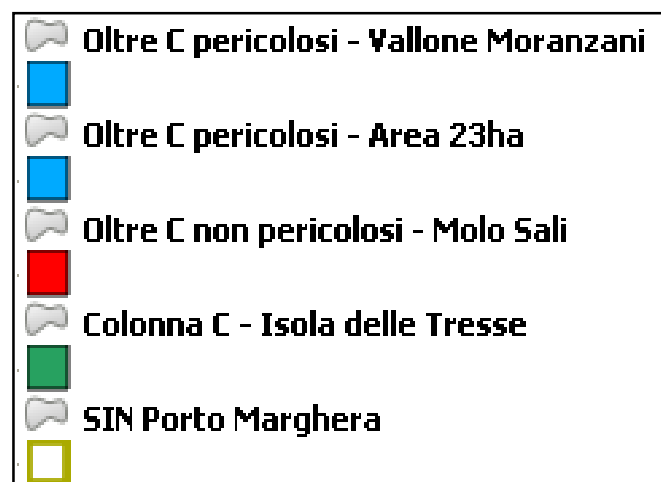 Oltre C pericolosi - Vallone Moranzani
Oltre C pericolosi - Area 23ha
Oltre C non pericolosi - Molo Sali
Colonna C - Isola delle Tresse
SIN Porto Marghera